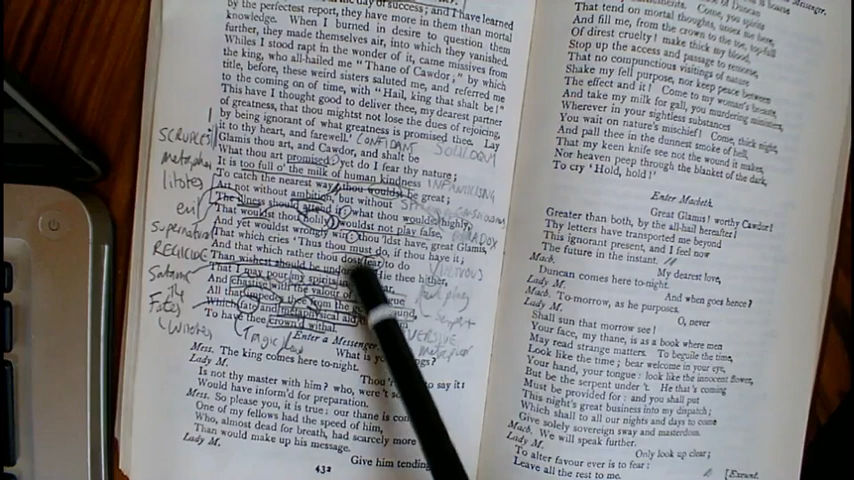 day of success; and I have learned
by the perfectest report, they have more in them than mortal
knowledge. When I burned in desire to question them
further, they made themselves air, into which they vanished.
Whiles I stood rapt in the wonder of it, came missives from
the king, who all-hailed me "Thane of Cawdor;" by which
title, before, these weird sisters saluted me, and referred me
to the coming on of time, with "Hail, king that shalt be!"
This have I thought good to deliver thee, my dearest partner
of greatness, that thou mightst not lose the dues of rejoicing,
by being ignorant of what greatness is promised thee. Lay
it to thy heart, and farewell.' CONFIDANT SOLILOQUY
Glamis thou art, and Cawdor, and shalt be
What thou art promised; yet do I fear thy nature;
It is too full o' the milk of human kindness INFANTILISING
To catch the nearest way; thou wouldst be great;
Art not without ambition, but without
The illness should attend it; what thou wouldst highly,
That wouldst thou holily; wouldst not play false,
And yet wouldst wrongly win; thou'ldst have, great Glamis, PARADOX
That which cries 'Thus thou must do, if thou have it;
And that which rather thou dost fear to do
Than wishest should be undone.' Hie thee hither,
That I may pour my spirits in
And chastise with the valour of
All that impedes thee from the
Which fate and metaphysical aid
To have thee crown'd withal.
SCRUPLES
metaphor
litotes
evil
Supernatural
REGICIDE
Satanic
Fates
(Witches
Tragic
serpent
metaphor
Enter a Messenger.
What is
Mess. The king comes here to-night.
Lady M. to say it:
Is not thy master with him? who, were't so,
Would have inform'd for preparation.
Mess. So please you, it is true: our thane is
One of my fellows had the speed of him,
Who, almost dead for breath, had scarcely more
Than would make up his message.
Lady M. Give him tending
432
of Duncan
Messenger.
Come, you spirits
That tend on mortal thoughts, unsex me
And fill me, from the crown to the toe, top-full
Of direst cruelty! make thick my blood,
Stop up the access and passage to remorse,
That no compunctious visitings of nature
Shake my fell purpose, nor keep peace between
The effect and it! Come to my woman's breasts,
And take my milk for gall, you murdering ministers,
Wherever in your sightless substances
You wait on nature's mischief! Come, thick night,
And pall thee in the dunnest smoke of hell,
That my keen knife see not the wound it makes,
Nor heaven peep through the blanket of the dark,
To cry 'Hold, hold!'
Enter Macbeth.
Great Glamis! worthy Cawdor!
Greater than both, by the all-hail hereafter!
Thy letters have transported me beyond
This ignorant present, and I feel now
The future in the instant.
Macb. My dearest love,
Duncan comes here to-night.
Lady M. And when goes hence?
Macb. To-morrow, as he purposes.
Lady M. O, never
Shall sun that morrow see!
Your face, my thane, is as a book where men
May read strange matters. To beguile the time,
Look like the time; bear welcome in your eye,
Your hand, your tongue: look like the innocent flower,
But be the serpent under't. He that's coming
Must be provided for: and you shall put
This night's great business into my dispatch;
Which shall to all our nights and days to come
Give solely sovereign sway and masterdom.
Macb. We will speak further.
Lady M. Only look up clear;
To alter favour ever is to fear:
Leave all the rest to me. [Exeunt.